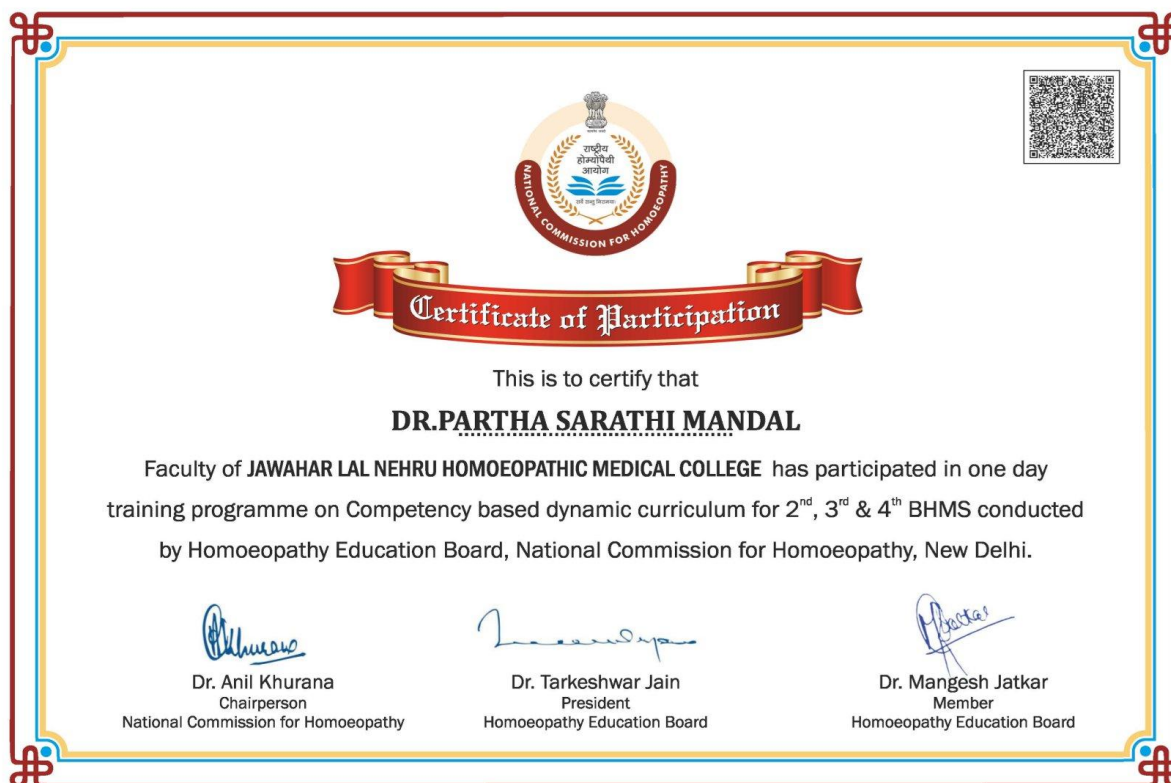 राष्ट्रीय
होम्योपैथी
आयोग
NATIONAL COMMISSION FOR HOMOEOPATHY
Certificate of Participation
This is to certify that
DR.PARTHA SARATHI MANDAL
Faculty of JAWAHAR LAL NEHRU HOMOEOPATHIC MEDICAL COLLEGE has participated in one day
training programme on Competency based dynamic curriculum for 2nd, 3rd & 4th BHMS conducted
by Homoeopathy Education Board, National Commission for Homoeopathy, New Delhi.
Dr. Anil Khurana
Chairperson
National Commission for Homoeopathy
Dr. Tarkeshwar Jain
President
Homoeopathy Education Board
Dr. Mangesh Jatkar
Member
Homoeopathy Education Board